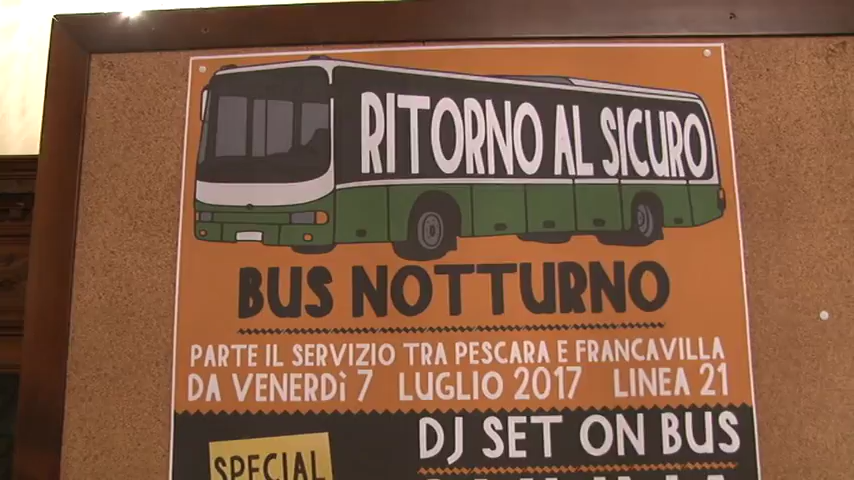 RITORNO AL SICURO
BUS NOTTURNO
PARTE IL SERVIZIO TRA PESCARA E FRANCAVILLA
DA VENERDÌ 7 LUGLIO 2017 LINEA 21
DJ SET ON BUS
SPECIAL